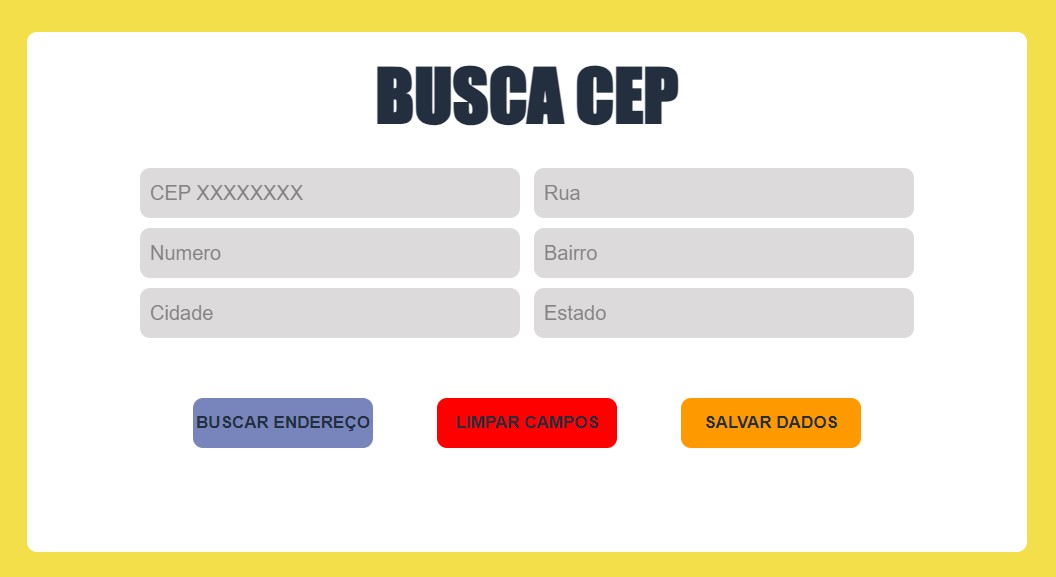 BUSCA CEP
CEP XXXXXXXX
Rua
Numero
Bairro
Cidade
Estado
BUSCAR ENDEREÇO
LIMPAR CAMPOS
SALVAR DADOS